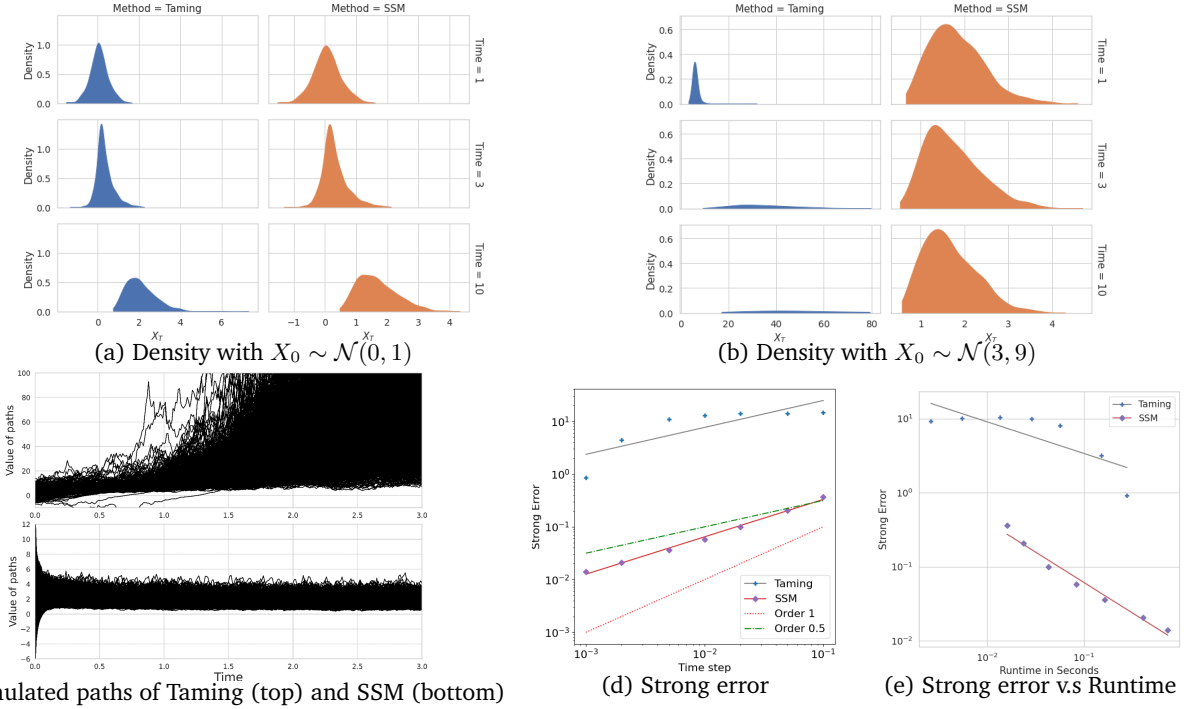 Method = Taming
Method = SSM
1.0
0.5
0.0
Density
Time = 1
1.0
0.5
0.0
Density
Time = 3
1.0
0.5
0.0
Density
Time = 10
0 2 4 6
−1 0 1 2 3 4
X_T
X_T
(a) Density with X_0 ∼ N(0, 1)
Method = Taming
Method = SSM
0.6
0.4
0.2
0.0
Density
Time = 1
0.6
0.4
0.2
0.0
Density
Time = 3
0.6
0.4
0.2
0.0
Density
Time = 10
0 20 40 60 80
1 2 3 4
X_T
X_T
(b) Density with X_0 ∼ N(3, 9)
100
80
60
40
20
0
Value of paths
0.0 0.5 1.0 1.5 2.0 2.5 3.0
12
10
8
6
4
2
0
−2
−4
−6
Value of paths
0.0 0.5 1.0 1.5 2.0 2.5 3.0
Time
nulated paths of Taming (top) and SSM (bottom)
10^1
10^0
10^−1
10^−2
10^−3
Strong Error
Taming
SSM
Order 1
Order 0.5
10^−3 10^−2 10^−1
Time step
(d) Strong error
10^1
10^0
10^−1
10^−2
Strong Error
Taming
SSM
10^−2 10^−1
Runtime in Seconds
(e) Strong error v.s Runtime